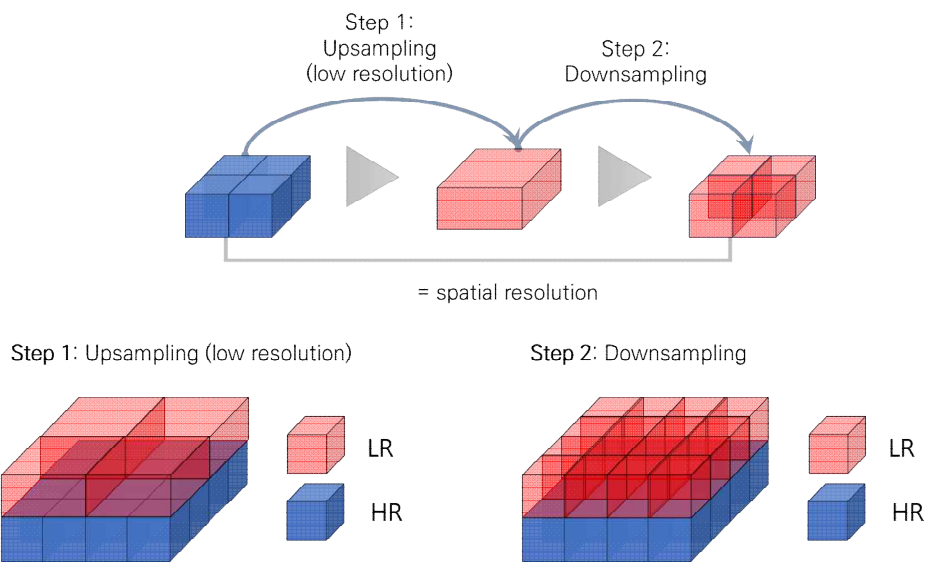 Step 1:
Upsampling
(low resolution)
Step 2:
Downsampling
= spatial resolution
Step 1: Upsampling (low resolution)
LR
HR
Step 2: Downsampling
LR
HR